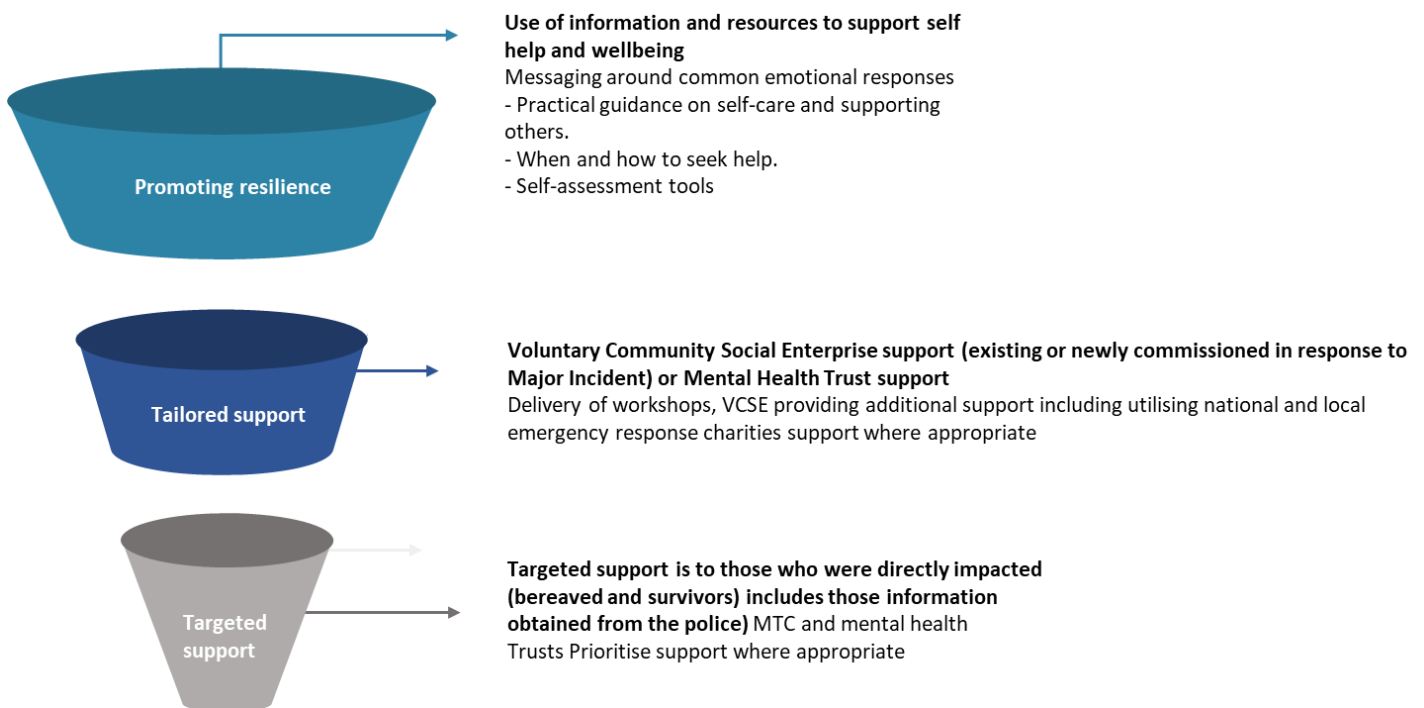 Use of information and resources to support self
help and wellbeing
Messaging around common emotional responses
- Practical guidance on self-care and supporting
others.
- When and how to seek help.
- Self-assessment tools
Promoting resilience
Voluntary Community Social Enterprise support (existing or newly commissioned in response to
Major Incident) or Mental Health Trust support
Delivery of workshops, VCSE providing additional support including utilising national and local
emergency response charities support where appropriate
Tailored support
Targeted support is to those who were directly impacted
(bereaved and survivors) includes those information
obtained from the police) MTC and mental health
Trusts Prioritise support where appropriate
Targeted
support